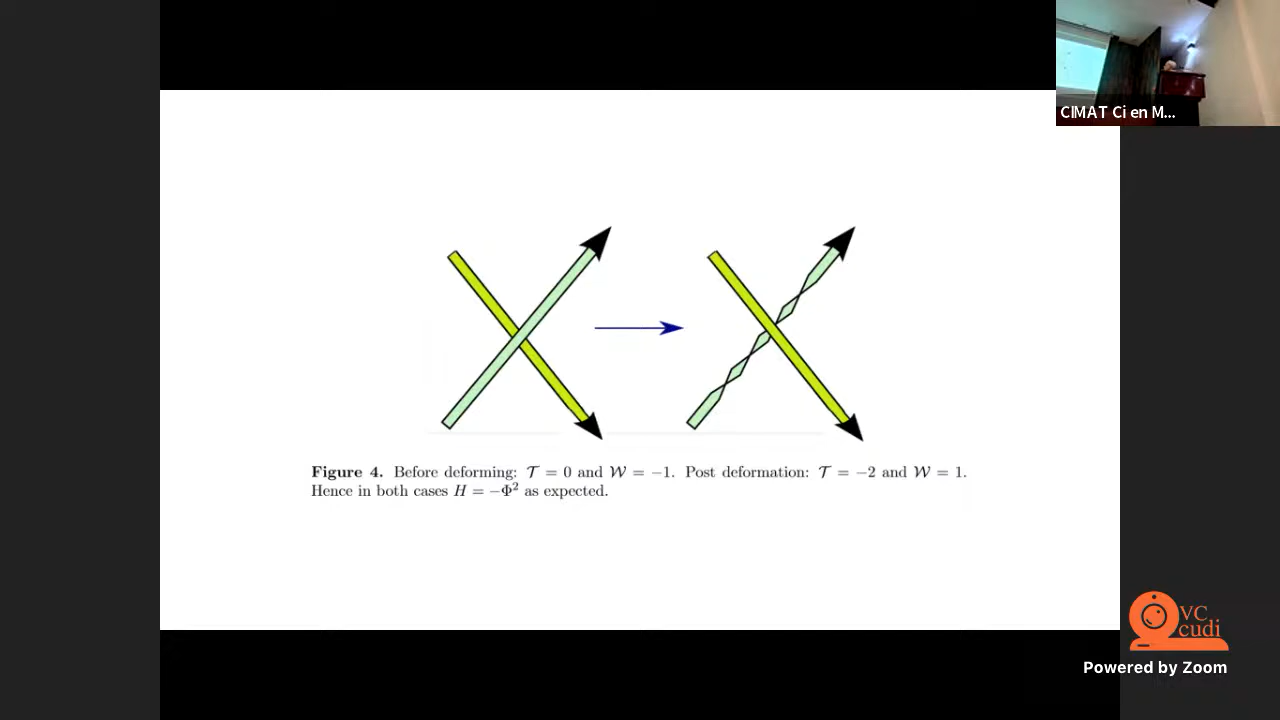 CIMAT Ci en M...
Figure 4. Before deforming: 𝒯 = 0 and 𝒲 = −1. Post deformation: 𝒯 = −2 and 𝒲 = 1.
Hence in both cases H = −Φ² as expected.
VC
cudi
Powered by Zoom